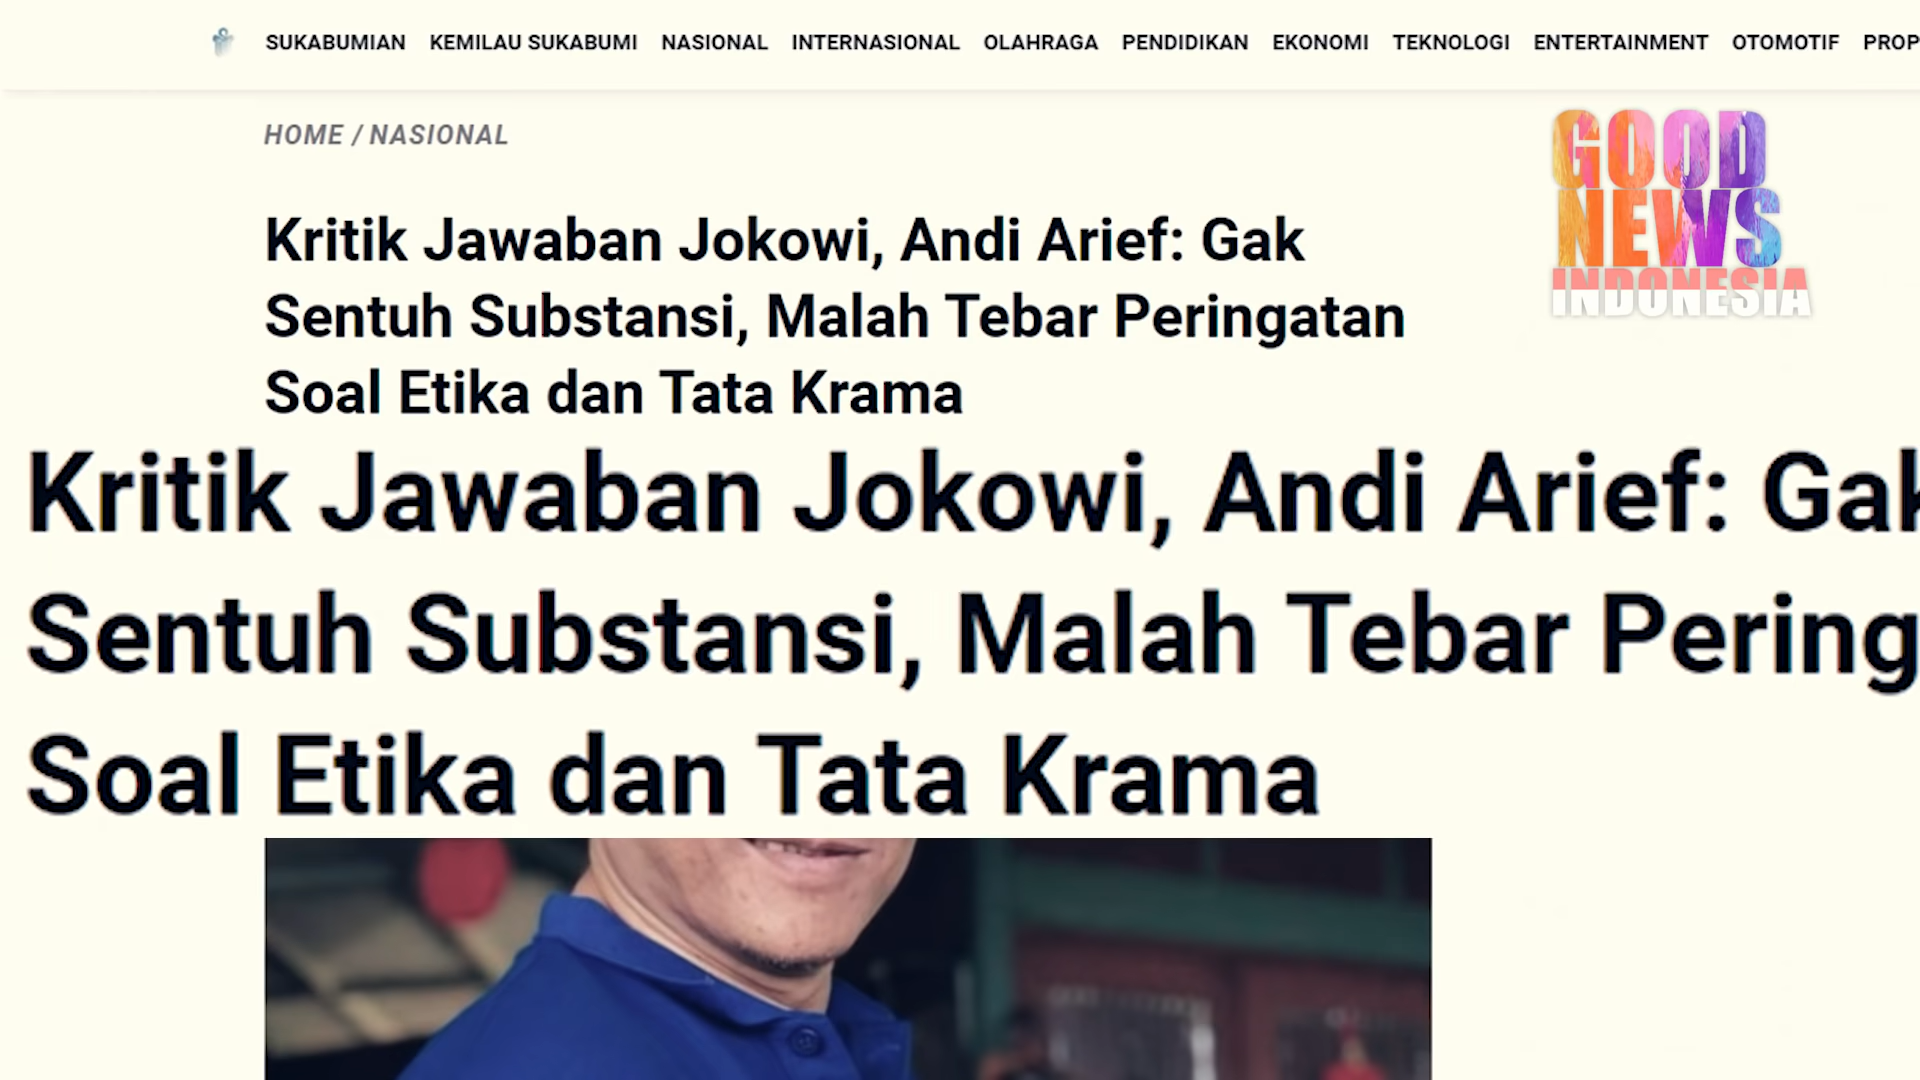 SUKABUMIAN KEMILAU SUKABUMI NASIONAL INTERNASIONAL OLAHRAGA PENDIDIKAN EKONOMI TEKNOLOGI ENTERTAINMENT OTOMOTIF PROP
HOME / NASIONAL
GOOD
NEWS
INDONESIA
Kritik Jawaban Jokowi, Andi Arief: Gak
Sentuh Substansi, Malah Tebar Peringatan
Soal Etika dan Tata Krama
Kritik Jawaban Jokowi, Andi Arief: Gak
Sentuh Substansi, Malah Tebar Pering
Soal Etika dan Tata Krama